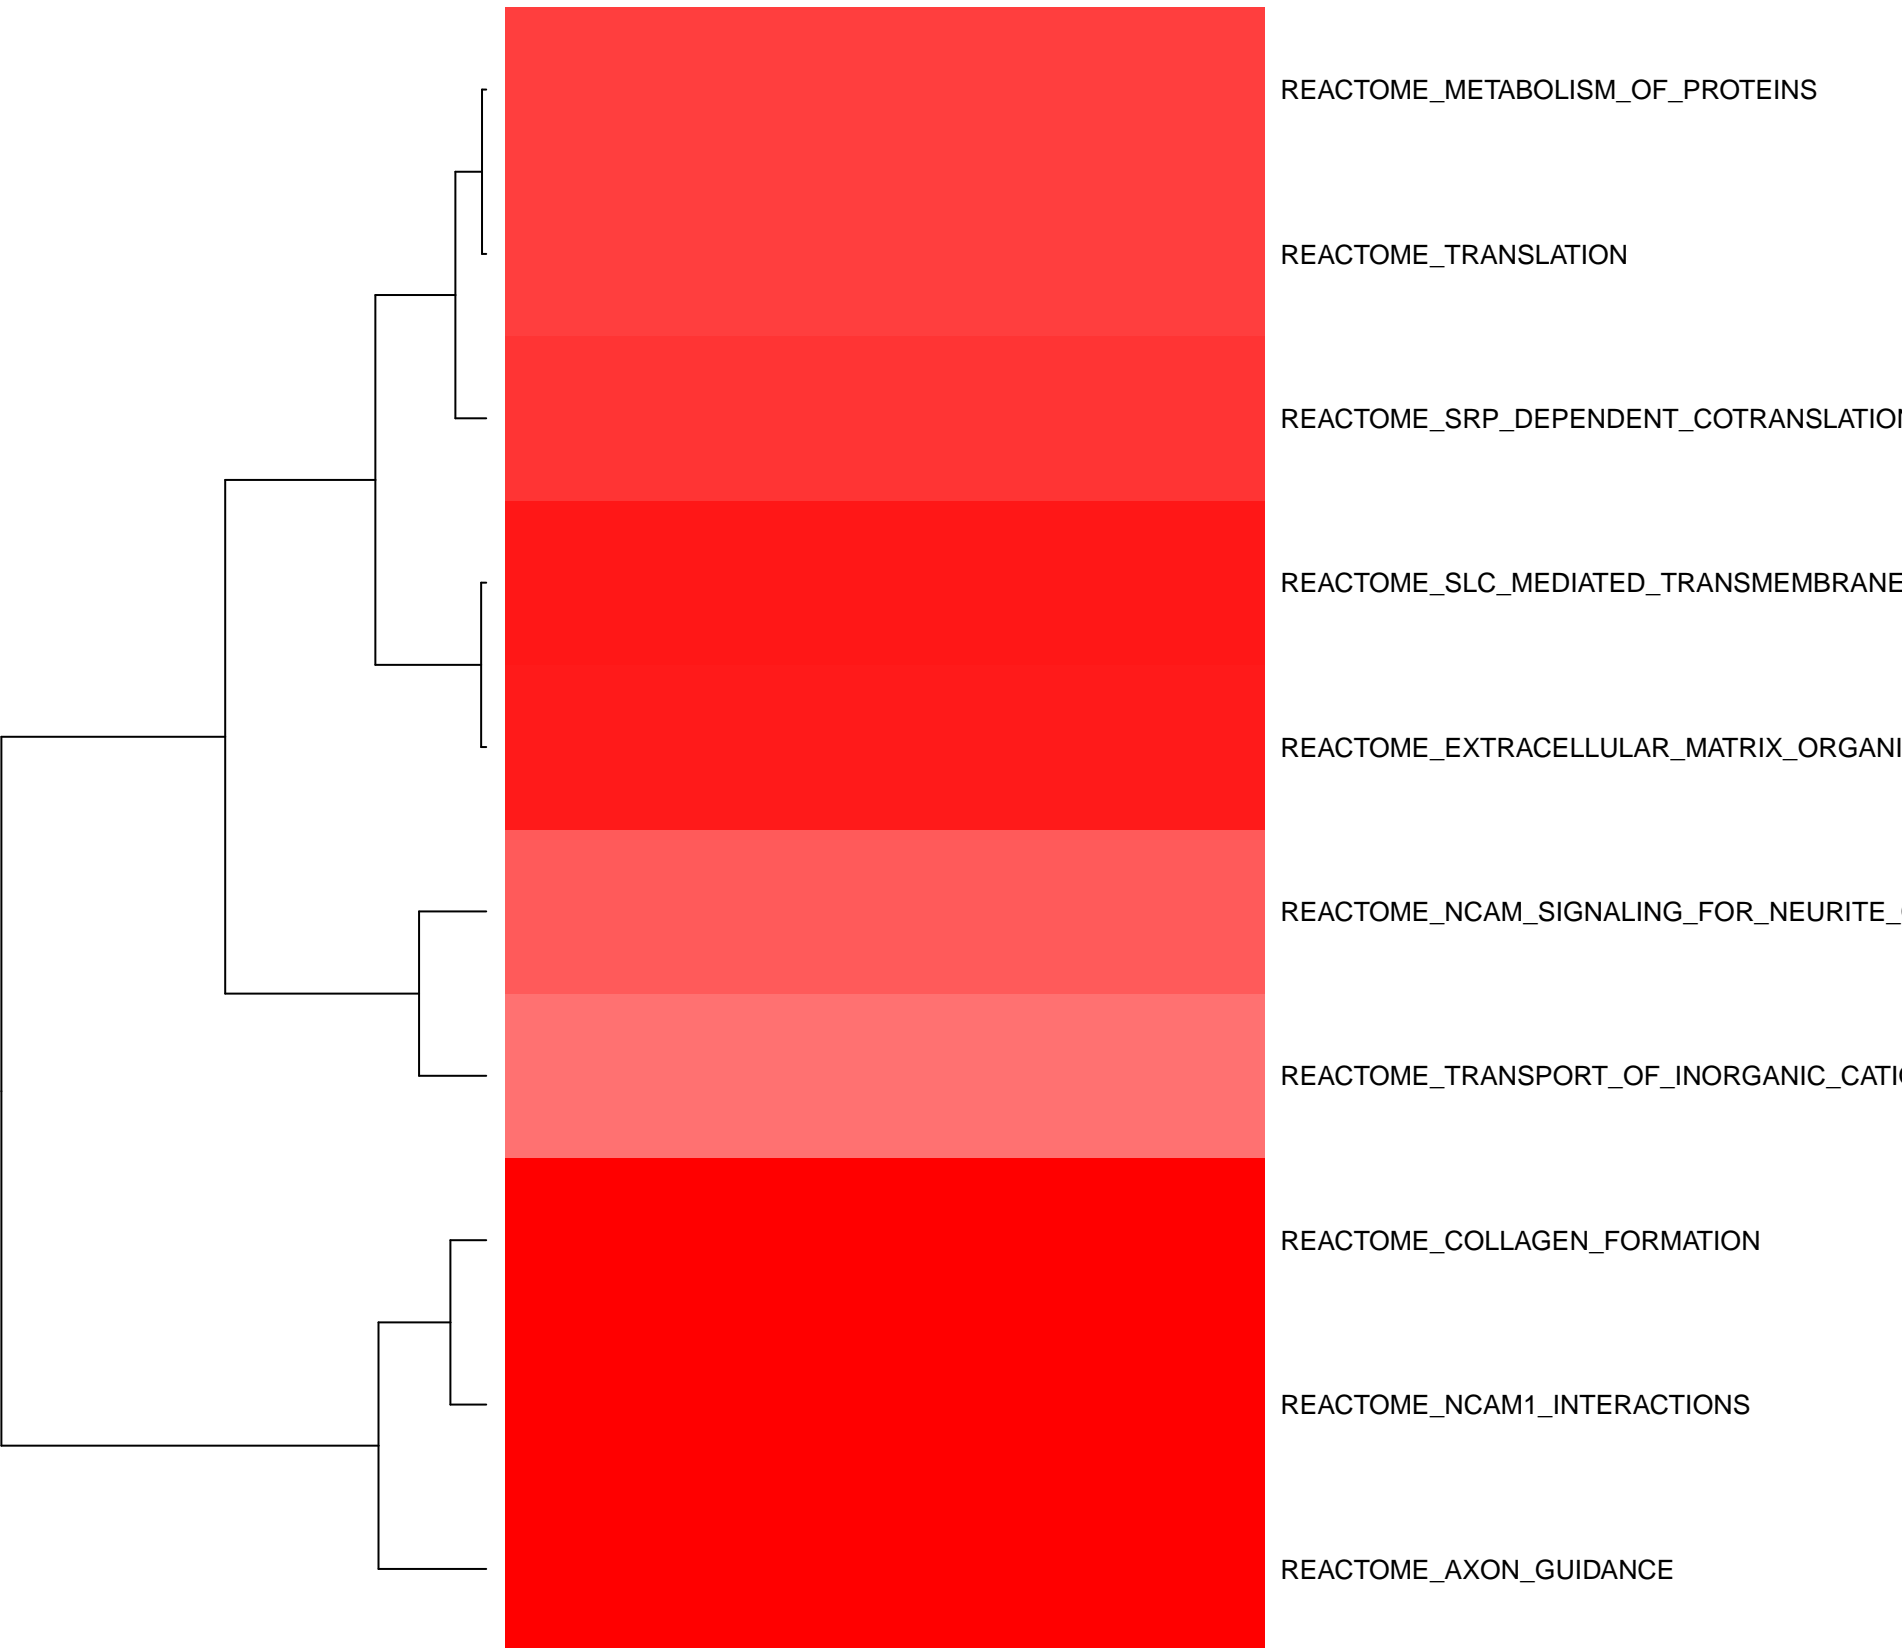 REACTOME_METABOLISM_OF_PROTEINS
REACTOME_TRANSLATION
REACTOME_SRP_DEPENDENT_COTRANSLATION
REACTOME_SLC_MEDIATED_TRANSMEMBRANE
REACTOME_EXTRACELLULAR_MATRIX_ORGANI
REACTOME_NCAM_SIGNALING_FOR_NEURITE_
REACTOME_TRANSPORT_OF_INORGANIC_CATI
REACTOME_COLLAGEN_FORMATION
REACTOME_NCAM1_INTERACTIONS
REACTOME_AXON_GUIDANCE